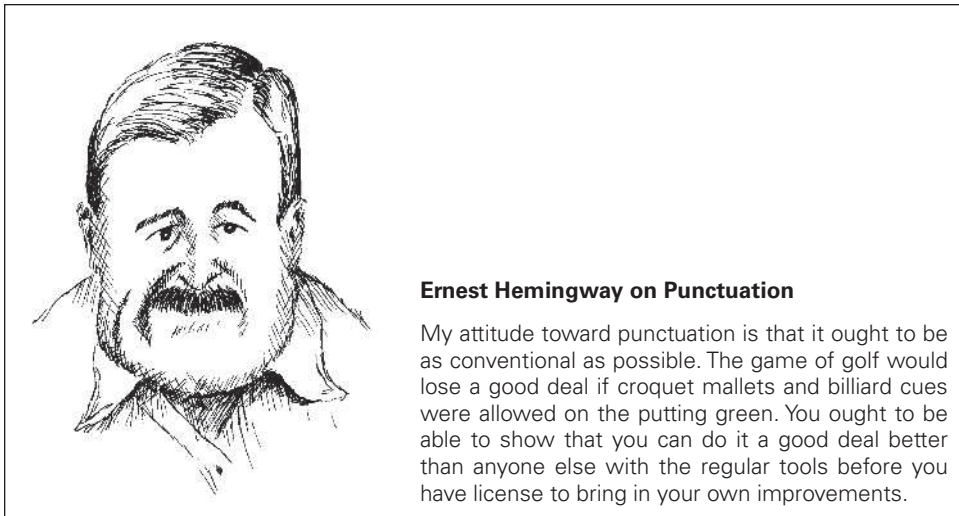 Ernest Hemingway on Punctuation
My attitude toward punctuation is that it ought to be
as conventional as possible. The game of golf would
lose a good deal if croquet mallets and billiard cues
were allowed on the putting green. You ought to be
able to show that you can do it a good deal better
than anyone else with the regular tools before you
have license to bring in your own improvements.